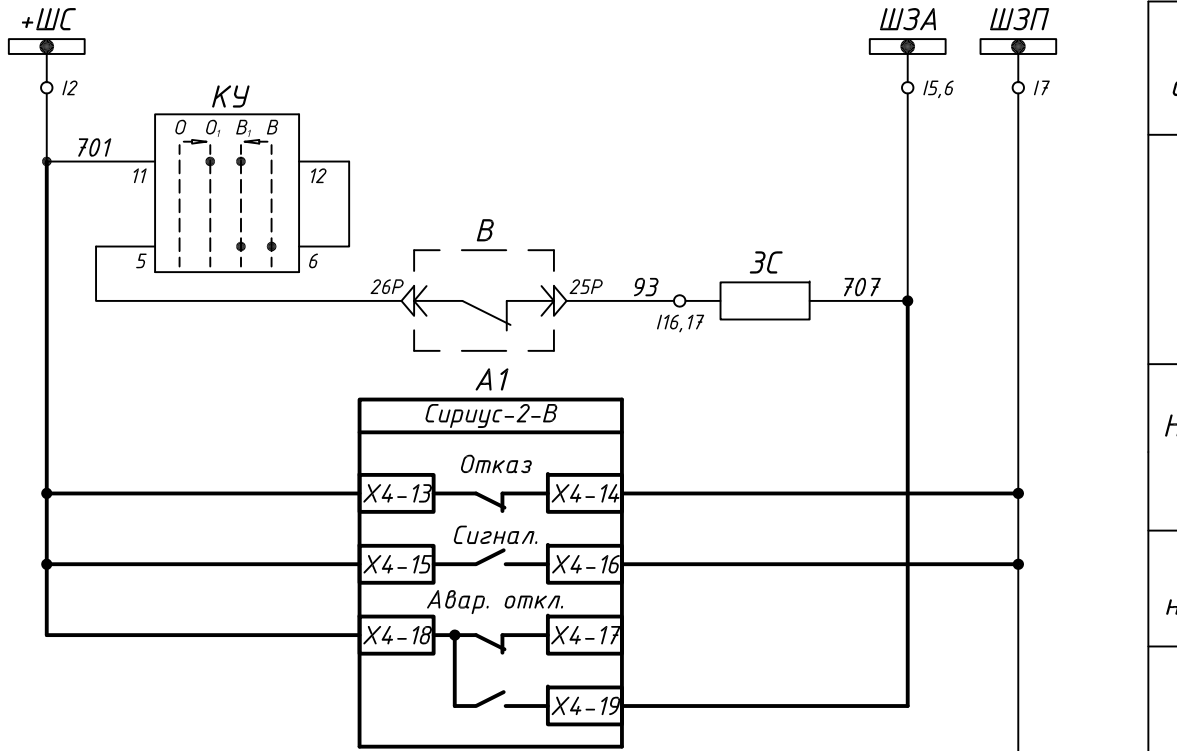 +ШС
ШЗА
ШЗП
I2
I5,6
I7
КУ
О О₁ В₁ В
701
11
12
5
6
В
26Р
25Р
93
I16,17
ЗС
707
А1
Сириус-2-В
Отказ
Х4-13
Х4-14
Сигнал.
Х4-15
Х4-16
Авар. откл.
Х4-18
Х4-17
Х4-19